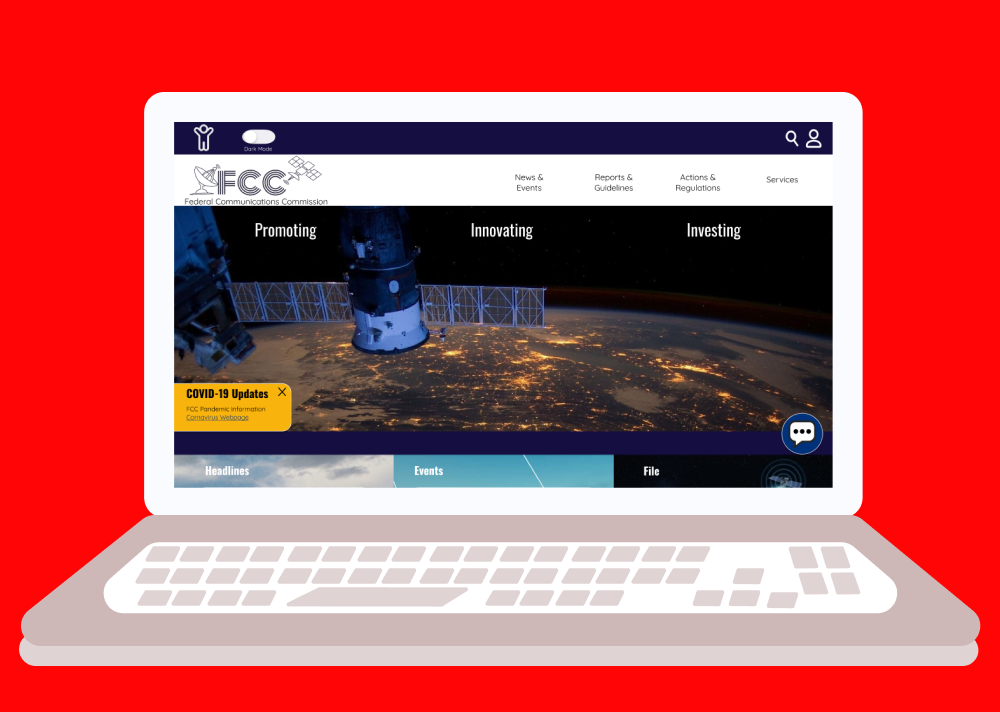 Dark Mode
FCC
Federal Communications Commission
News &
Events
Reports &
Guidelines
Actions &
Regulations
Services
Promoting
Innovating
Investing
COVID-19 Updates
FCC Pandemic Information
Cornavirus Webpage
Headlines
Events
File